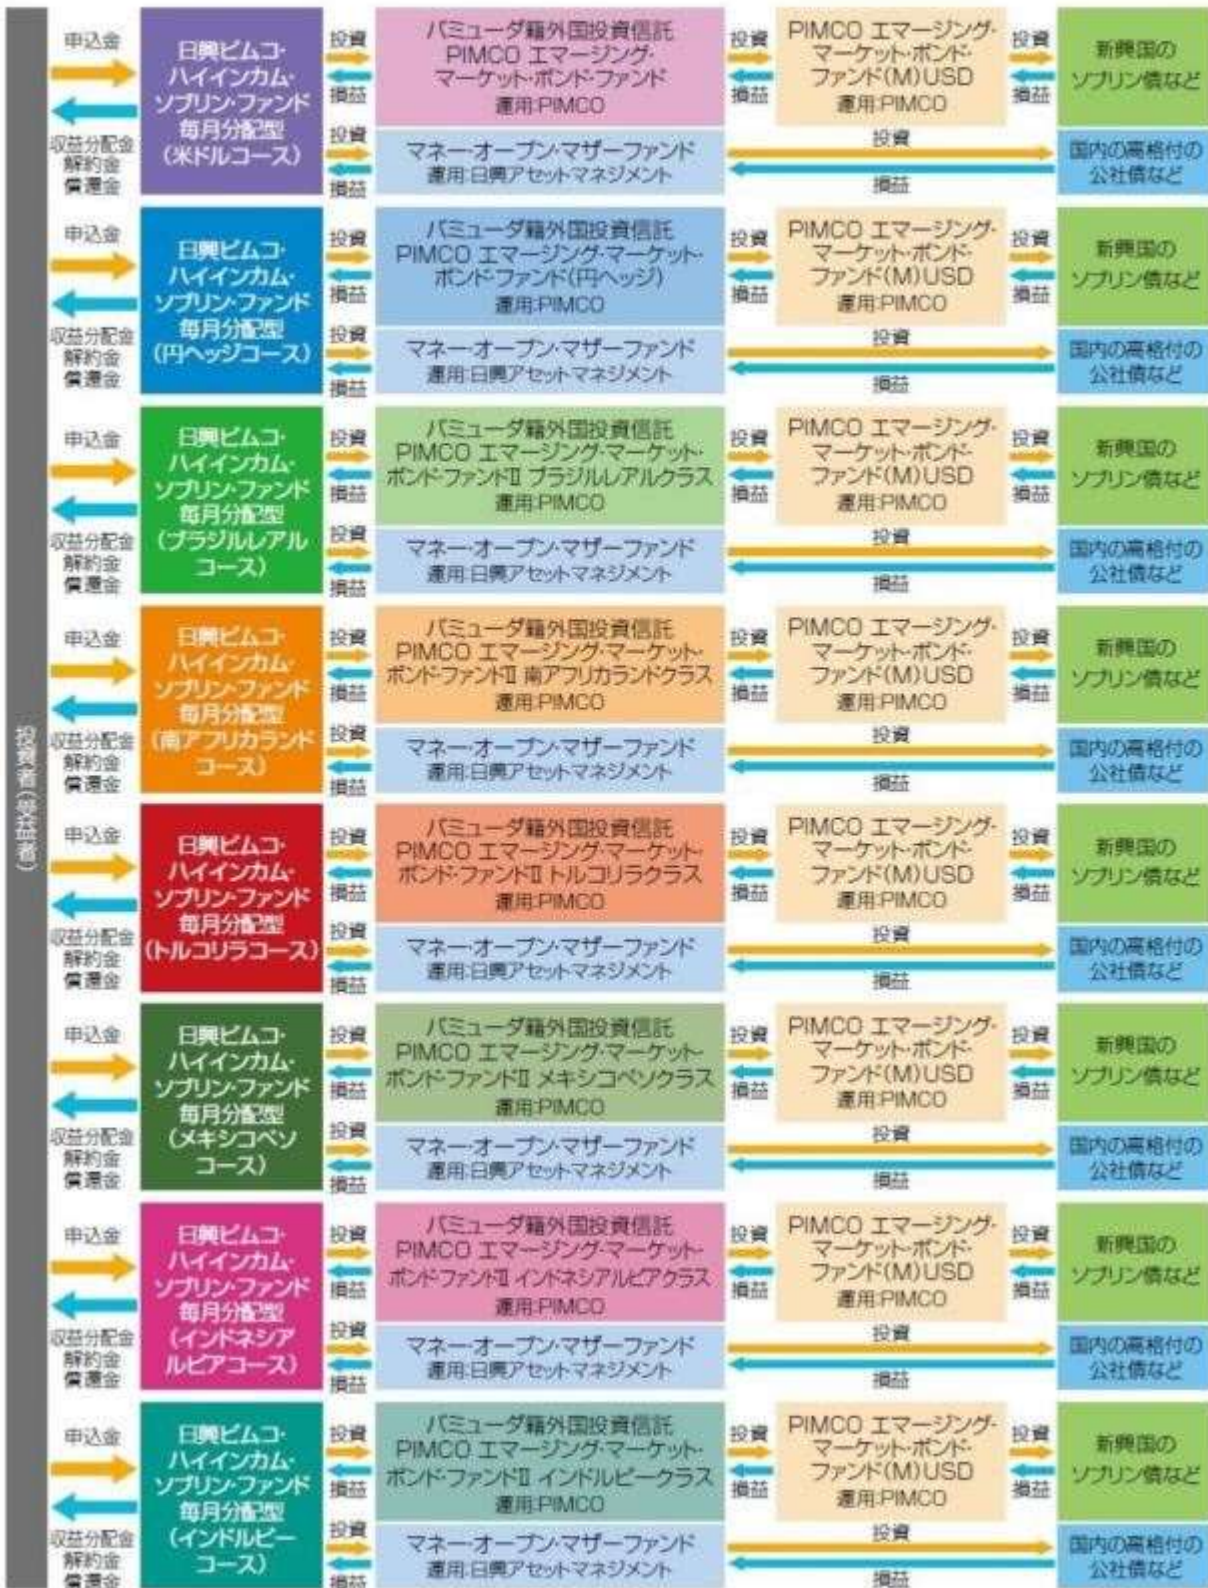 投資者(受益者)
申込金
収益分配金
解約金
償還金
日興ピムコ・
ハイインカム・
ソブリン・ファンド
毎月分配型
(米ドルコース)
投資
損益
バミューダ籍外国投資信託
PIMCO エマージング・
マーケット・ボンド・ファンド
運用:PIMCO
投資
損益
PIMCO エマージング・
マーケット・ボンド・
ファンド(M)USD
運用:PIMCO
投資
損益
新興国の
ソブリン債など
投資
損益
マネー・オープン・マザーファンド
運用:日興アセットマネジメント
投資
損益
国内の高格付の
公社債など
申込金
収益分配金
解約金
償還金
日興ピムコ・
ハイインカム・
ソブリン・ファンド
毎月分配型
(円ヘッジコース)
投資
損益
バミューダ籍外国投資信託
PIMCO エマージング・マーケット・
ボンド・ファンド(円ヘッジ)
運用:PIMCO
投資
損益
PIMCO エマージング・
マーケット・ボンド・
ファンド(M)USD
運用:PIMCO
投資
損益
新興国の
ソブリン債など
投資
損益
マネー・オープン・マザーファンド
運用:日興アセットマネジメント
投資
損益
国内の高格付の
公社債など
申込金
収益分配金
解約金
償還金
日興ピムコ・
ハイインカム・
ソブリン・ファンド
毎月分配型
(ブラジルレアル
コース)
投資
損益
バミューダ籍外国投資信託
PIMCO エマージング・マーケット・
ボンド・ファンドⅡ ブラジルレアルクラス
運用:PIMCO
投資
損益
PIMCO エマージング・
マーケット・ボンド・
ファンド(M)USD
運用:PIMCO
投資
損益
新興国の
ソブリン債など
投資
損益
マネー・オープン・マザーファンド
運用:日興アセットマネジメント
投資
損益
国内の高格付の
公社債など
申込金
収益分配金
解約金
償還金
日興ピムコ・
ハイインカム・
ソブリン・ファンド
毎月分配型
(南アフリカランド
コース)
投資
損益
バミューダ籍外国投資信託
PIMCO エマージング・マーケット・
ボンド・ファンドⅡ 南アフリカランドクラス
運用:PIMCO
投資
損益
PIMCO エマージング・
マーケット・ボンド・
ファンド(M)USD
運用:PIMCO
投資
損益
新興国の
ソブリン債など
投資
損益
マネー・オープン・マザーファンド
運用:日興アセットマネジメント
投資
損益
国内の高格付の
公社債など
申込金
収益分配金
解約金
償還金
日興ピムコ・
ハイインカム・
ソブリン・ファンド
毎月分配型
(トルコリラコース)
投資
損益
バミューダ籍外国投資信託
PIMCO エマージング・マーケット・
ボンド・ファンドⅡ トルコリラクラス
運用:PIMCO
投資
損益
PIMCO エマージング・
マーケット・ボンド・
ファンド(M)USD
運用:PIMCO
投資
損益
新興国の
ソブリン債など
投資
損益
マネー・オープン・マザーファンド
運用:日興アセットマネジメント
投資
損益
国内の高格付の
公社債など
申込金
収益分配金
解約金
償還金
日興ピムコ・
ハイインカム・
ソブリン・ファンド
毎月分配型
(メキシコペソ
コース)
投資
損益
バミューダ籍外国投資信託
PIMCO エマージング・マーケット・
ボンド・ファンドⅡ メキシコペソクラス
運用:PIMCO
投資
損益
PIMCO エマージング・
マーケット・ボンド・
ファンド(M)USD
運用:PIMCO
投資
損益
新興国の
ソブリン債など
投資
損益
マネー・オープン・マザーファンド
運用:日興アセットマネジメント
投資
損益
国内の高格付の
公社債など
申込金
収益分配金
解約金
償還金
日興ピムコ・
ハイインカム・
ソブリン・ファンド
毎月分配型
(インドネシア
ルピアコース)
投資
損益
バミューダ籍外国投資信託
PIMCO エマージング・マーケット・
ボンド・ファンドⅡ インドネシアルピアクラス
運用:PIMCO
投資
損益
PIMCO エマージング・
マーケット・ボンド・
ファンド(M)USD
運用:PIMCO
投資
損益
新興国の
ソブリン債など
投資
損益
マネー・オープン・マザーファンド
運用:日興アセットマネジメント
投資
損益
国内の高格付の
公社債など
申込金
収益分配金
解約金
償還金
日興ピムコ・
ハイインカム・
ソブリン・ファンド
毎月分配型
(インドルピー
コース)
投資
損益
バミューダ籍外国投資信託
PIMCO エマージング・マーケット・
ボンド・ファンドⅡ インドルピークラス
運用:PIMCO
投資
損益
PIMCO エマージング・
マーケット・ボンド・
ファンド(M)USD
運用:PIMCO
投資
損益
新興国の
ソブリン債など
投資
損益
マネー・オープン・マザーファンド
運用:日興アセットマネジメント
投資
損益
国内の高格付の
公社債など